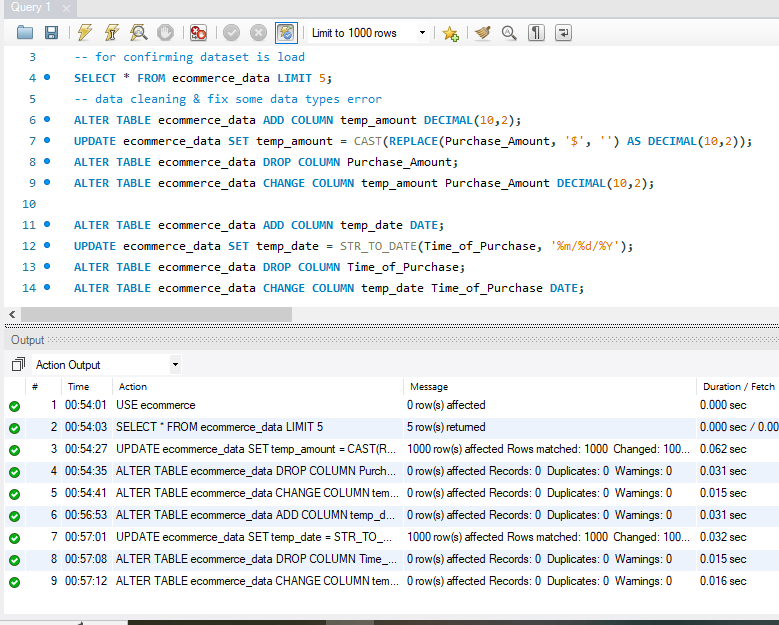 Query 1
Limit to 1000 rows
3 -- for confirming dataset is load
4 SELECT * FROM ecommerce_data LIMIT 5;
5 -- data cleaning & fix some data types error
6 ALTER TABLE ecommerce_data ADD COLUMN temp_amount DECIMAL(10,2);
7 UPDATE ecommerce_data SET temp_amount = CAST(REPLACE(Purchase_Amount, '$', '') AS DECIMAL(10,2));
8 ALTER TABLE ecommerce_data DROP COLUMN Purchase_Amount;
9 ALTER TABLE ecommerce_data CHANGE COLUMN temp_amount Purchase_Amount DECIMAL(10,2);
10
11 ALTER TABLE ecommerce_data ADD COLUMN temp_date DATE;
12 UPDATE ecommerce_data SET temp_date = STR_TO_DATE(Time_of_Purchase, '%m/%d/%Y');
13 ALTER TABLE ecommerce_data DROP COLUMN Time_of_Purchase;
14 ALTER TABLE ecommerce_data CHANGE COLUMN temp_date Time_of_Purchase DATE;
Output
Action Output
# Time Action Message Duration / Fetch
1 00:54:01 USE ecommerce 0 row(s) affected 0.000 sec
2 00:54:03 SELECT * FROM ecommerce_data LIMIT 5 5 row(s) returned 0.000 sec / 0.00
3 00:54:27 UPDATE ecommerce_data SET temp_amount = CAST(R... 1000 row(s) affected Rows matched: 1000 Changed: 100... 0.062 sec
4 00:54:35 ALTER TABLE ecommerce_data DROP COLUMN Purch... 0 row(s) affected Records: 0 Duplicates: 0 Warnings: 0 0.031 sec
5 00:54:41 ALTER TABLE ecommerce_data CHANGE COLUMN tem... 0 row(s) affected Records: 0 Duplicates: 0 Warnings: 0 0.015 sec
6 00:56:53 ALTER TABLE ecommerce_data ADD COLUMN temp_d... 0 row(s) affected Records: 0 Duplicates: 0 Warnings: 0 0.031 sec
7 00:57:01 UPDATE ecommerce_data SET temp_date = STR_TO_... 1000 row(s) affected Rows matched: 1000 Changed: 100... 0.032 sec
8 00:57:08 ALTER TABLE ecommerce_data DROP COLUMN Time_... 0 row(s) affected Records: 0 Duplicates: 0 Warnings: 0 0.015 sec
9 00:57:12 ALTER TABLE ecommerce_data CHANGE COLUMN tem... 0 row(s) affected Records: 0 Duplicates: 0 Warnings: 0 0.016 sec